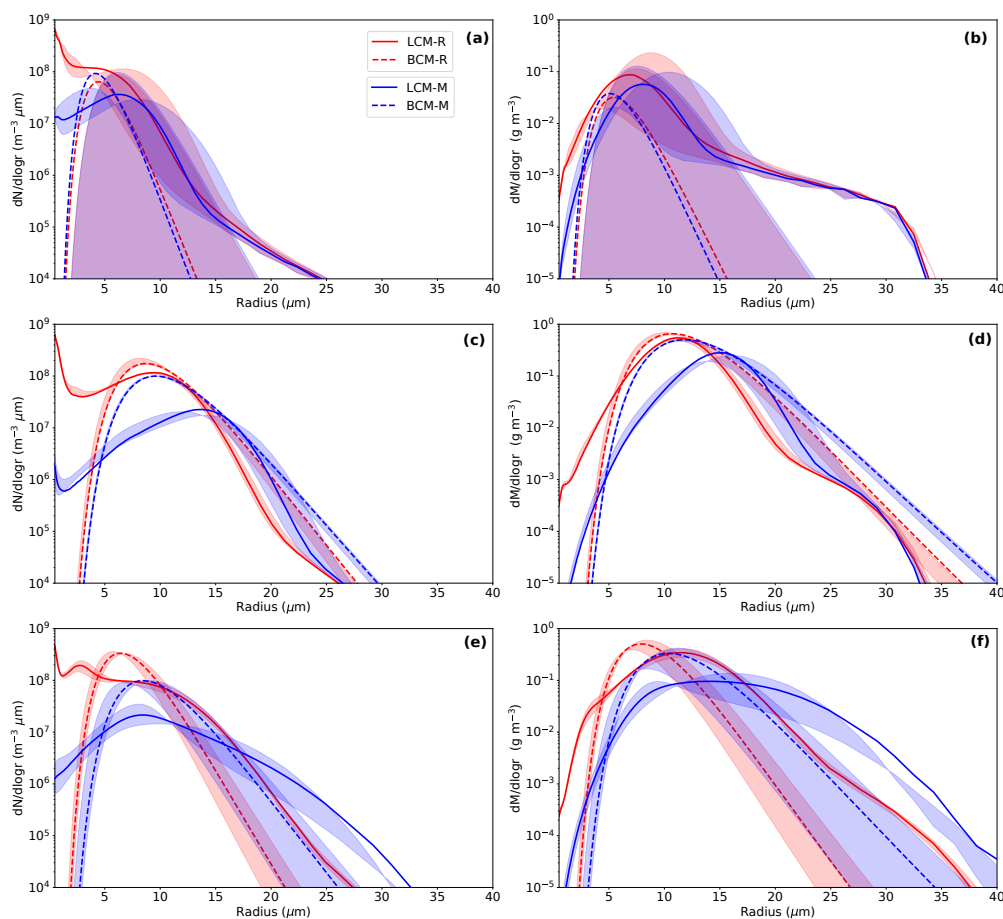 (a)
LCM-R
BCM-R
LCM-M
BCM-M
dN/dlogr (m⁻³ μm)
10⁹
10⁸
10⁷
10⁶
10⁵
10⁴
5 10 15 20 25 30 35 40
Radius (μm)
(b)
dM/dlogr (g m⁻³)
10⁰
10⁻¹
10⁻²
10⁻³
10⁻⁴
10⁻⁵
5 10 15 20 25 30 35 40
Radius (μm)
(c)
dN/dlogr (m⁻³ μm)
10⁹
10⁸
10⁷
10⁶
10⁵
10⁴
5 10 15 20 25 30 35 40
Radius (μm)
(d)
dM/dlogr (g m⁻³)
10⁰
10⁻¹
10⁻²
10⁻³
10⁻⁴
10⁻⁵
5 10 15 20 25 30 35 40
Radius (μm)
(e)
dN/dlogr (m⁻³ μm)
10⁹
10⁸
10⁷
10⁶
10⁵
10⁴
5 10 15 20 25 30 35 40
Radius (μm)
(f)
dM/dlogr (g m⁻³)
10⁰
10⁻¹
10⁻²
10⁻³
10⁻⁴
10⁻⁵
5 10 15 20 25 30 35 40
Radius (μm)